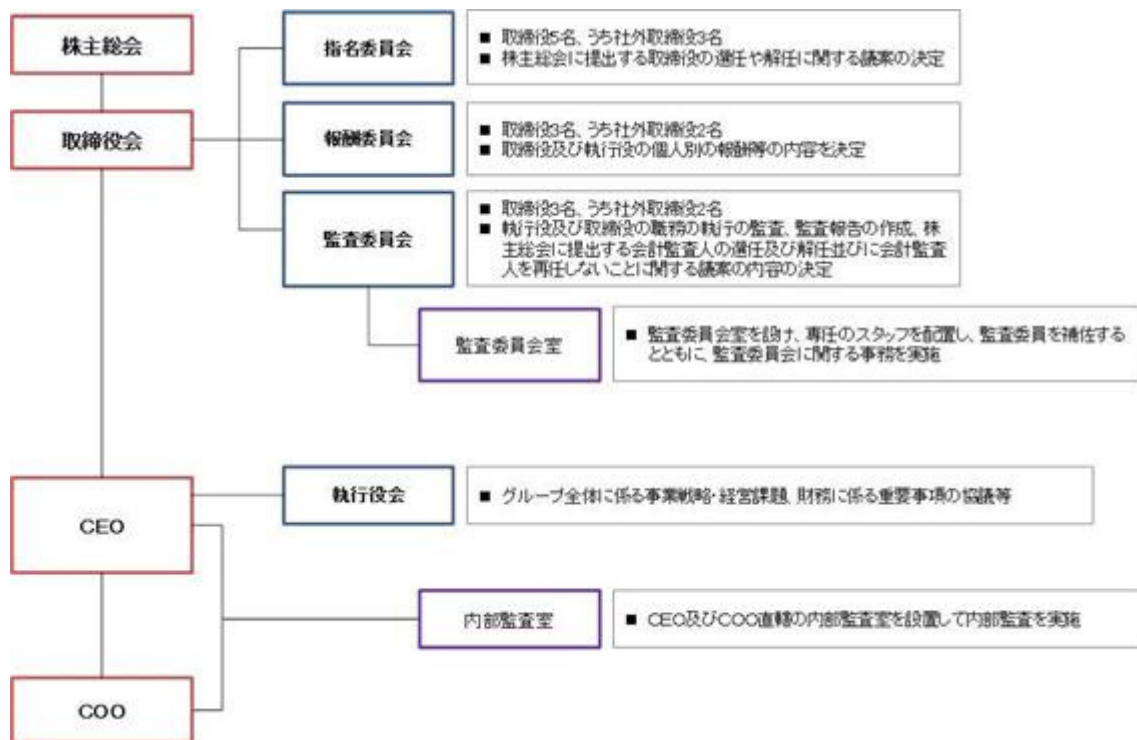 株主総会
指名委員会
■ 取締役5名、うち社外取締役3名
■ 株主総会に提出する取締役の選任や解任に関する議案の決定
取締役会
報酬委員会
■ 取締役3名、うち社外取締役2名
■ 取締役及び執行役の個人別の報酬等の内容を決定
監査委員会
■ 取締役3名、うち社外取締役2名
■ 執行役及び取締役の職務の執行の監査、監査報告の作成、株
主総会に提出する会計監査人の選任及び解任並びに会計監査
人を再任しないことに関する議案の内容の決定
監査委員会室
■ 監査委員会室を設け、専任のスタッフを配置し、監査委員を補佐する
とともに、監査委員会に関する事務を実施
CEO
執行役会
■ グループ全体に係る事業戦略・経営課題、財務に係る重要事項の協議等
内部監査室
■ CEO及びCOO直轄の内部監査室を設置して内部監査を実施
COO